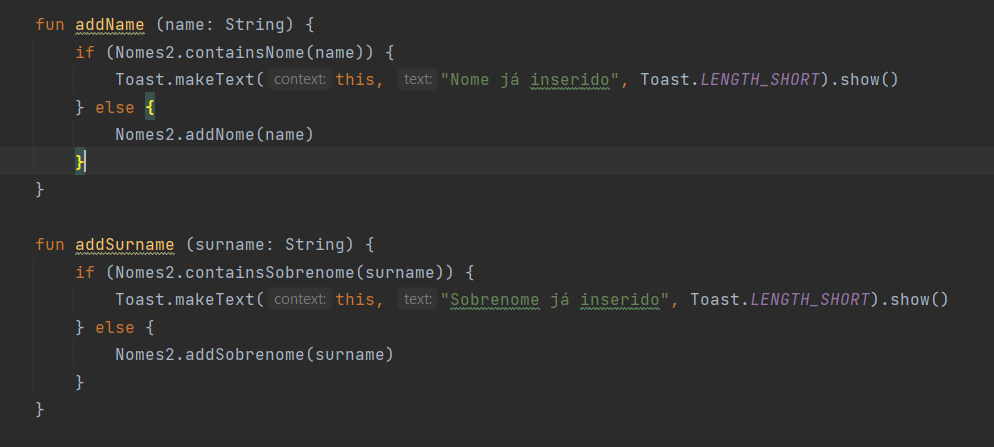 fun addName (name: String) {
if (Nomes2.containsNome(name)) {
Toast.makeText( context: this, text: "Nome já inserido", Toast.LENGTH_SHORT).show()
} else {
Nomes2.addNome(name)
}
}
fun addSurname (surname: String) {
if (Nomes2.containsSobrenome(surname)) {
Toast.makeText( context: this, text: "Sobrenome já inserido", Toast.LENGTH_SHORT).show()
} else {
Nomes2.addSobrenome(surname)
}
}